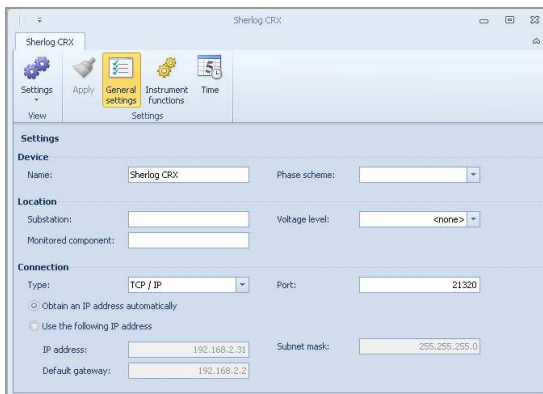 Sherlog CRX
Sherlog CRX
Settings Apply General settings Instrument functions Time
View Settings
Settings
Device
Name: Sherlog CRX Phase scheme:
Location
Substation: Voltage level: <none>
Monitored component:
Connection
Type: TCP / IP Port: 21320
Obtain an IP address automatically
Use the following IP address
IP address: 192.168.2.31 Subnet mask: 255.255.255.0
Default gateway: 192.168.2.2